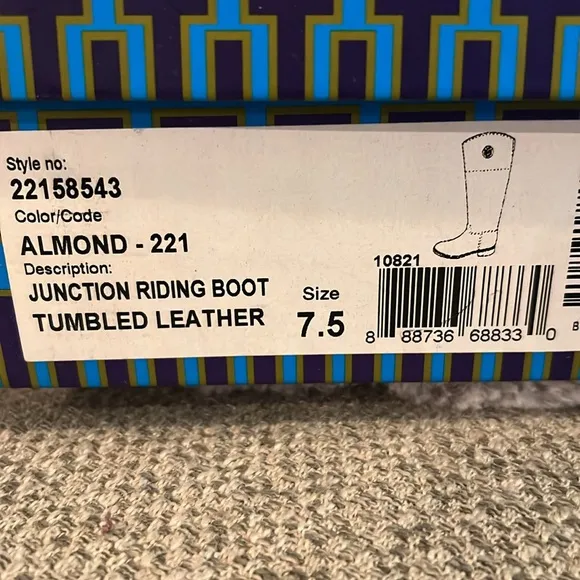 Style no:
22158543
Color/Code
ALMOND - 221
Description:
JUNCTION RIDING BOOT
TUMBLED LEATHER
Size
7.5
10821
8 88736 68833 0
B